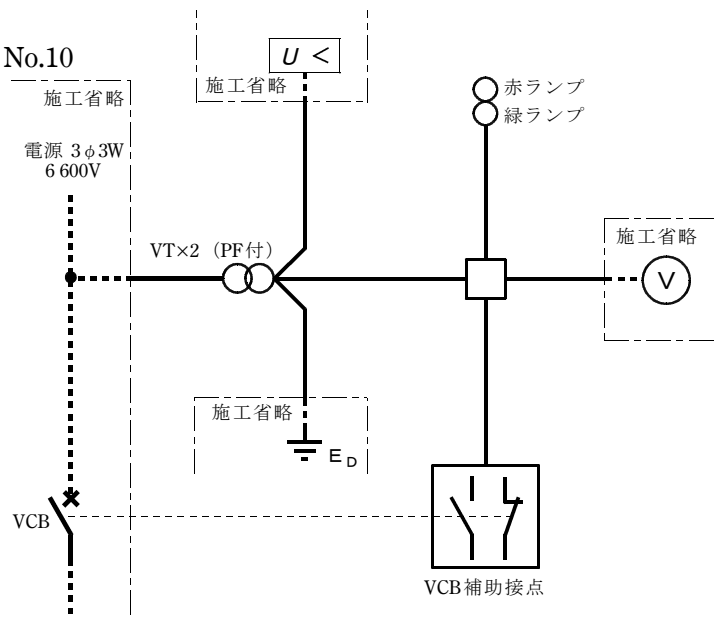 No.10
施工省略
U <
施工省略
赤ランプ
緑ランプ
電源 3φ3W
6 600V
VT×2 (PF付)
施工省略
V
施工省略
E D
VCB
VCB補助接点